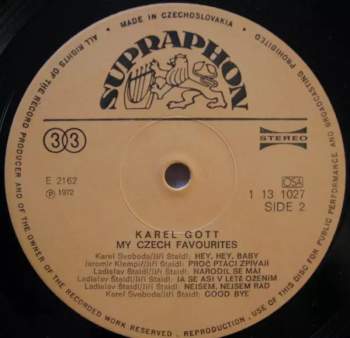 MADE IN CZECHOSLOVAKIA
ALL RIGHTS OF THE RECORD PRODUCER AND OF THE OWNER OF THE RECORDED WORK RESERVED . REPRODUCTION . USE OF THIS DISC FOR PUBLIC PERFORMANCE AND BROADCASTING PROHIBITED .
SUPRAPHON
33
STEREO
E 2162
OSA
1 13 1027
Ⓟ 1972
SIDE 2
KAREL GOTT
MY CZECH FAVOURITES
Karel Svoboda/Jiří Štaidl: HEY, HEY, BABY
Jaromír Klempíř/Jiří Štaidl: PROČ PTÁCI ZPÍVAJÍ
Ladislav Štaidl/Jiří Štaidl: NARODIL SE MÁJ
Ladislav Štaidl/Jiří Štaidl: JÁ SE ASI V LÉTĚ OŽENÍM
Ladislav Štaidl/Jiří Štaidl: NEJSEM, NEJSEM RÁD
Karel Svoboda/Jiří Štaidl: GOOD BYE